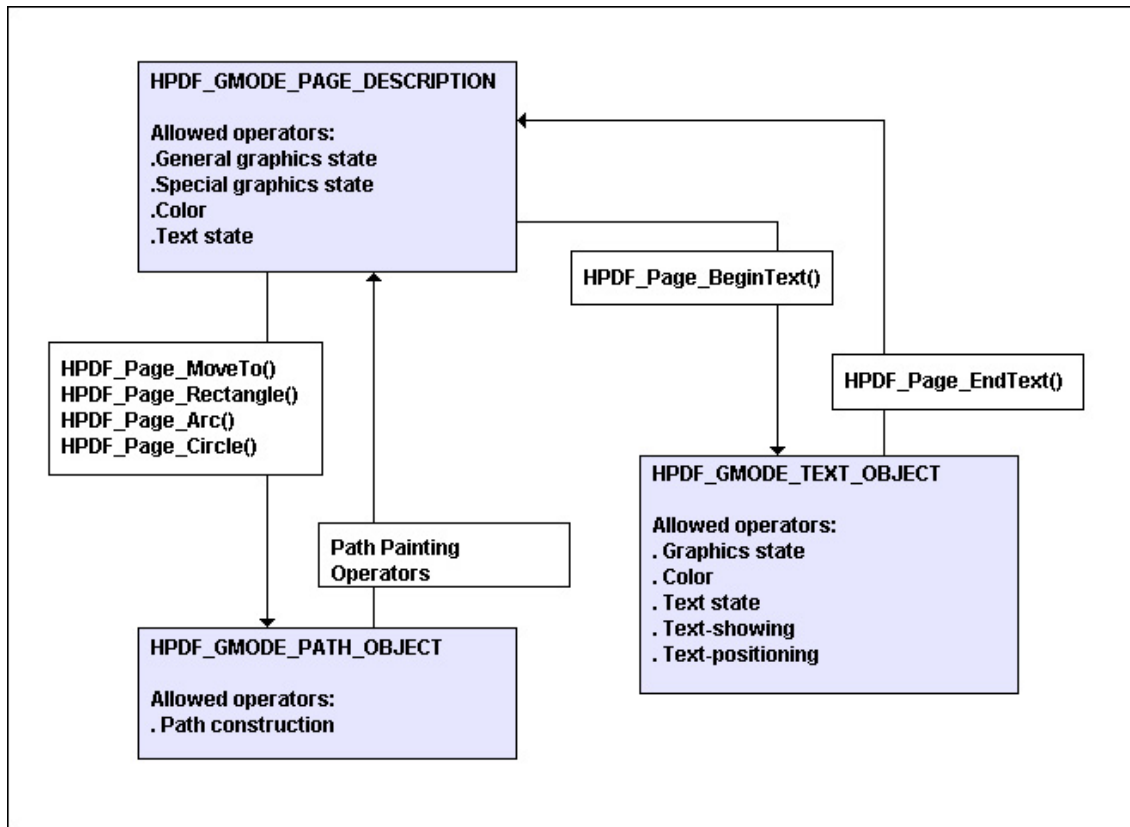 HPDF_GMODE_PAGE_DESCRIPTION
Allowed operators:
.General graphics state
.Special graphics state
.Color
.Text state
HPDF_Page_BeginText()
HPDF_Page_MoveTo()
HPDF_Page_Rectangle()
HPDF_Page_Arc()
HPDF_Page_Circle()
HPDF_Page_EndText()
Path Painting
Operators
HPDF_GMODE_TEXT_OBJECT
Allowed operators:
. Graphics state
. Color
. Text state
. Text-showing
. Text-positioning
HPDF_GMODE_PATH_OBJECT
Allowed operators:
. Path construction